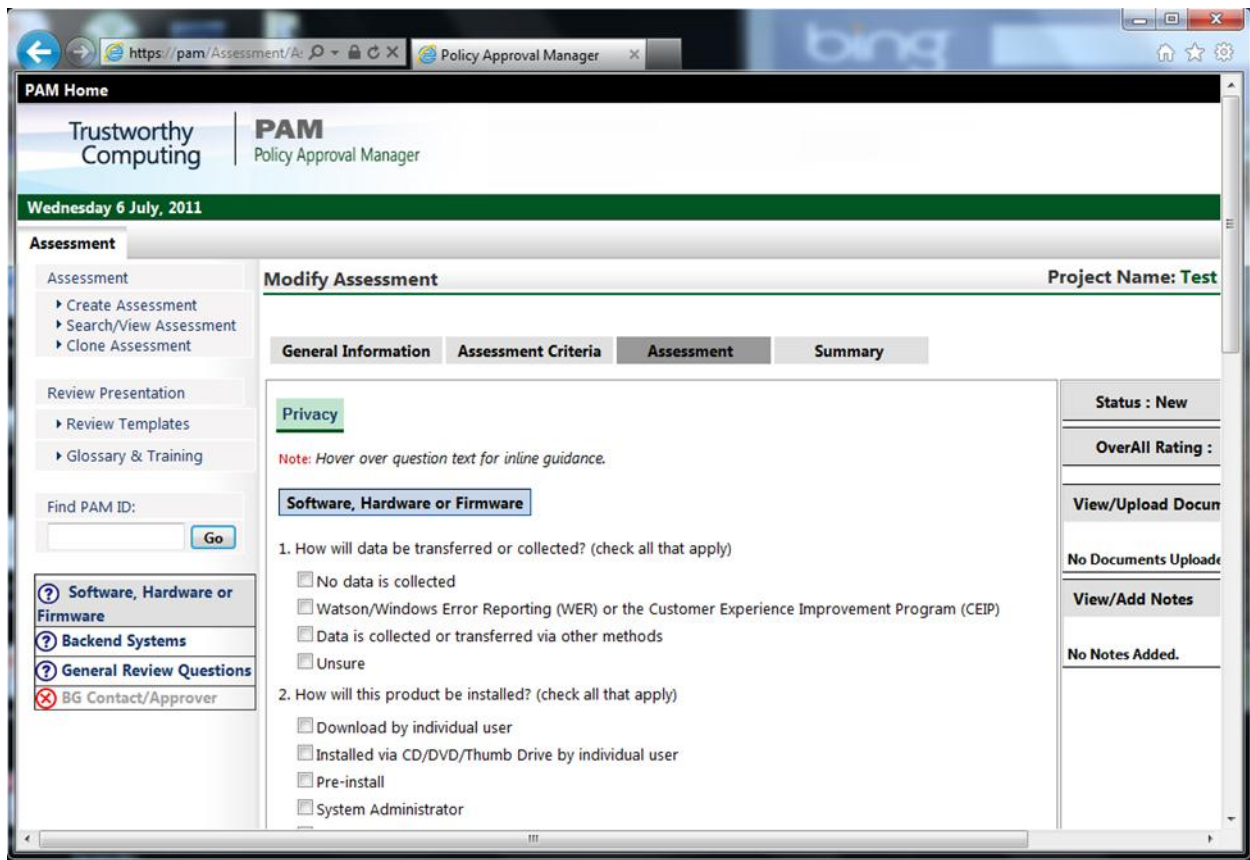 bing
https://pam/Assessment/A:
Policy Approval Manager
PAM Home
Trustworthy
Computing
PAM
Policy Approval Manager
Wednesday 6 July, 2011
Assessment
Assessment
Create Assessment
Search/View Assessment
Clone Assessment
Review Presentation
Review Templates
Glossary & Training
Find PAM ID:
Go
? Software, Hardware or
Firmware
? Backend Systems
? General Review Questions
BG Contact/Approver
Modify Assessment
Project Name: Test
General Information Assessment Criteria Assessment Summary
Privacy
Note: Hover over question text for inline guidance.
Software, Hardware or Firmware
1. How will data be transferred or collected? (check all that apply)
No data is collected
Watson/Windows Error Reporting (WER) or the Customer Experience Improvement Program (CEIP)
Data is collected or transferred via other methods
Unsure
2. How will this product be installed? (check all that apply)
Download by individual user
Installed via CD/DVD/Thumb Drive by individual user
Pre-install
System Administrator
Status : New
OverAll Rating :
View/Upload Docum
No Documents Uploade
View/Add Notes
No Notes Added.